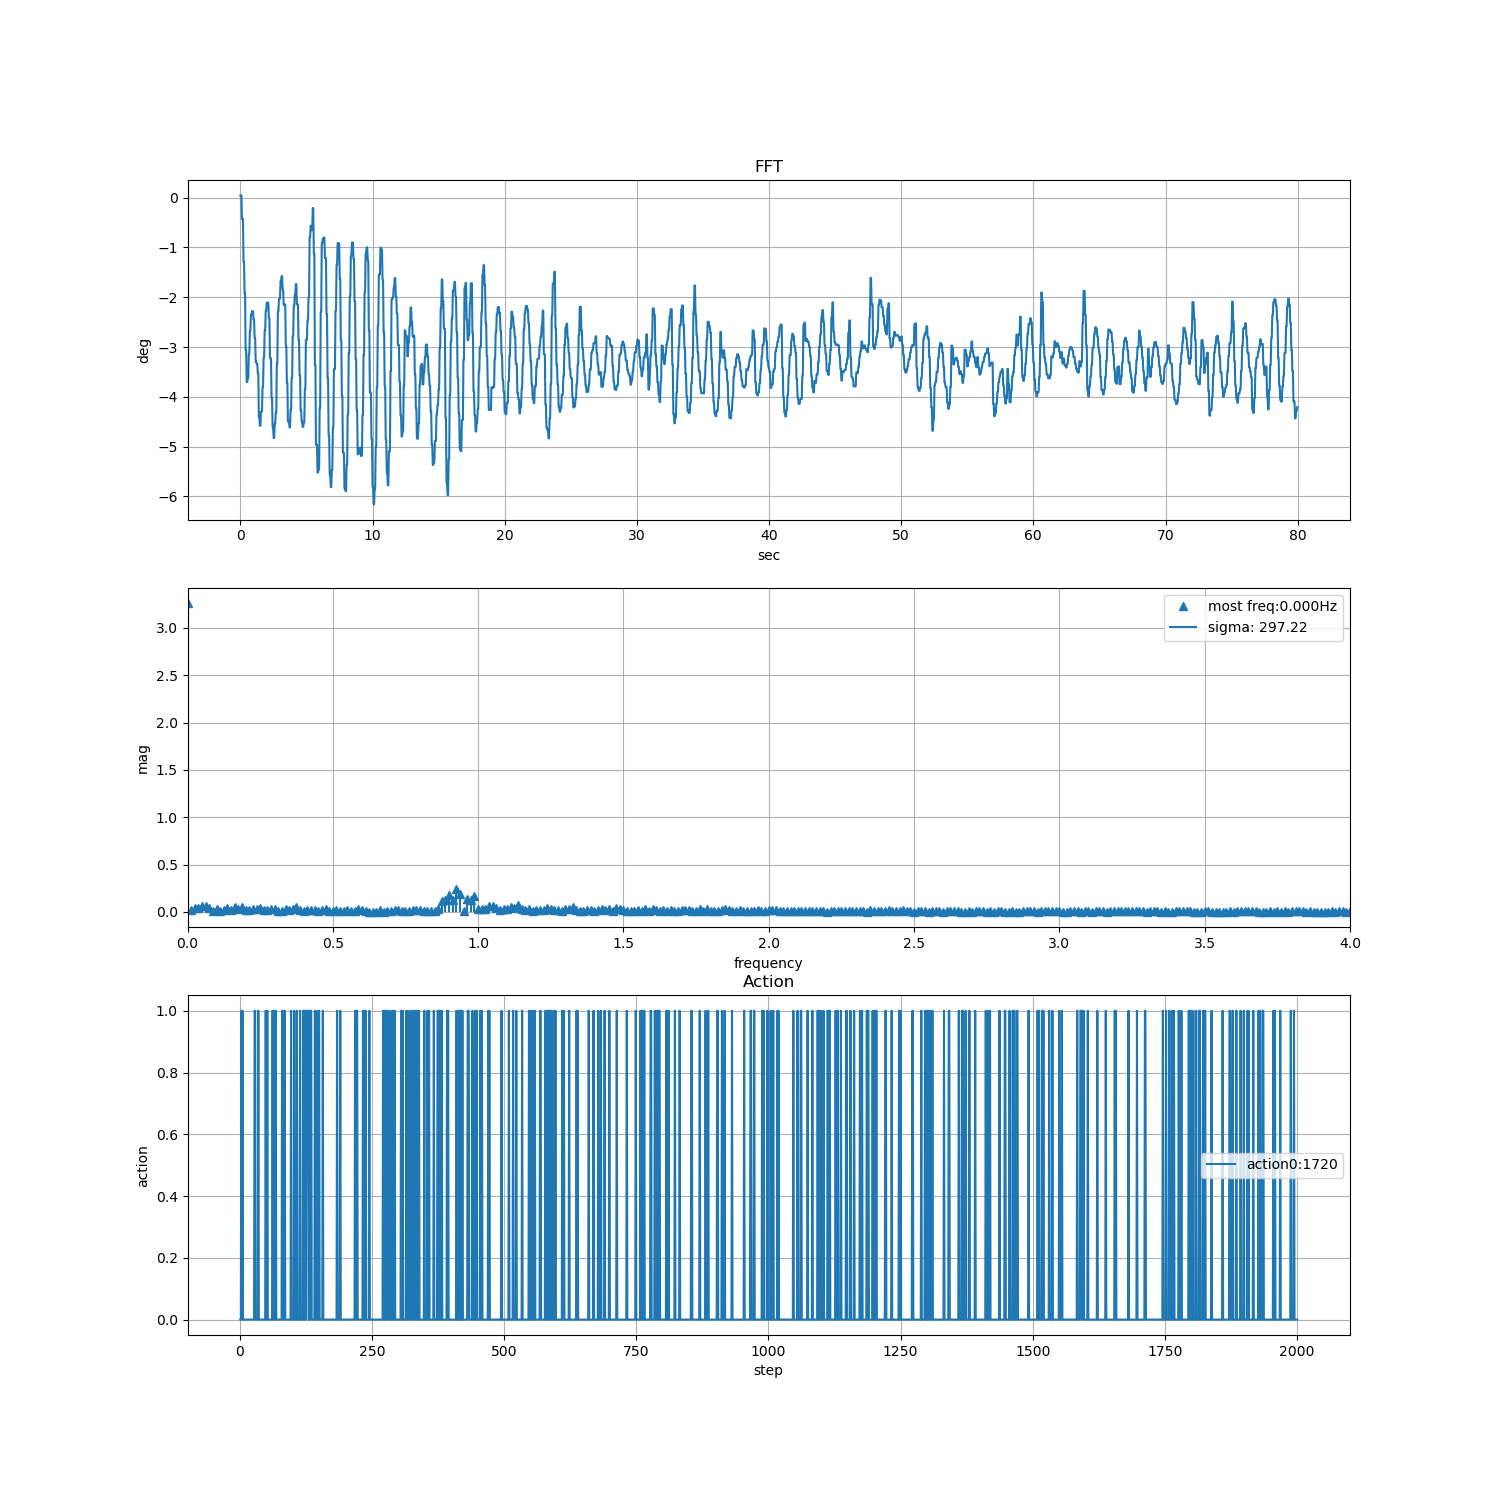 FFT
0
−1
−2
−3
−4
−5
−6
deg
0 10 20 30 40 50 60 70 80
sec
most freq:0.000Hz
sigma: 297.22
3.0
2.5
2.0
1.5
1.0
0.5
0.0
mag
0.0 0.5 1.0 1.5 2.0 2.5 3.0 3.5 4.0
frequency
Action
1.0
0.8
0.6
0.4
0.2
0.0
action
action0:1720
0 250 500 750 1000 1250 1500 1750 2000
step